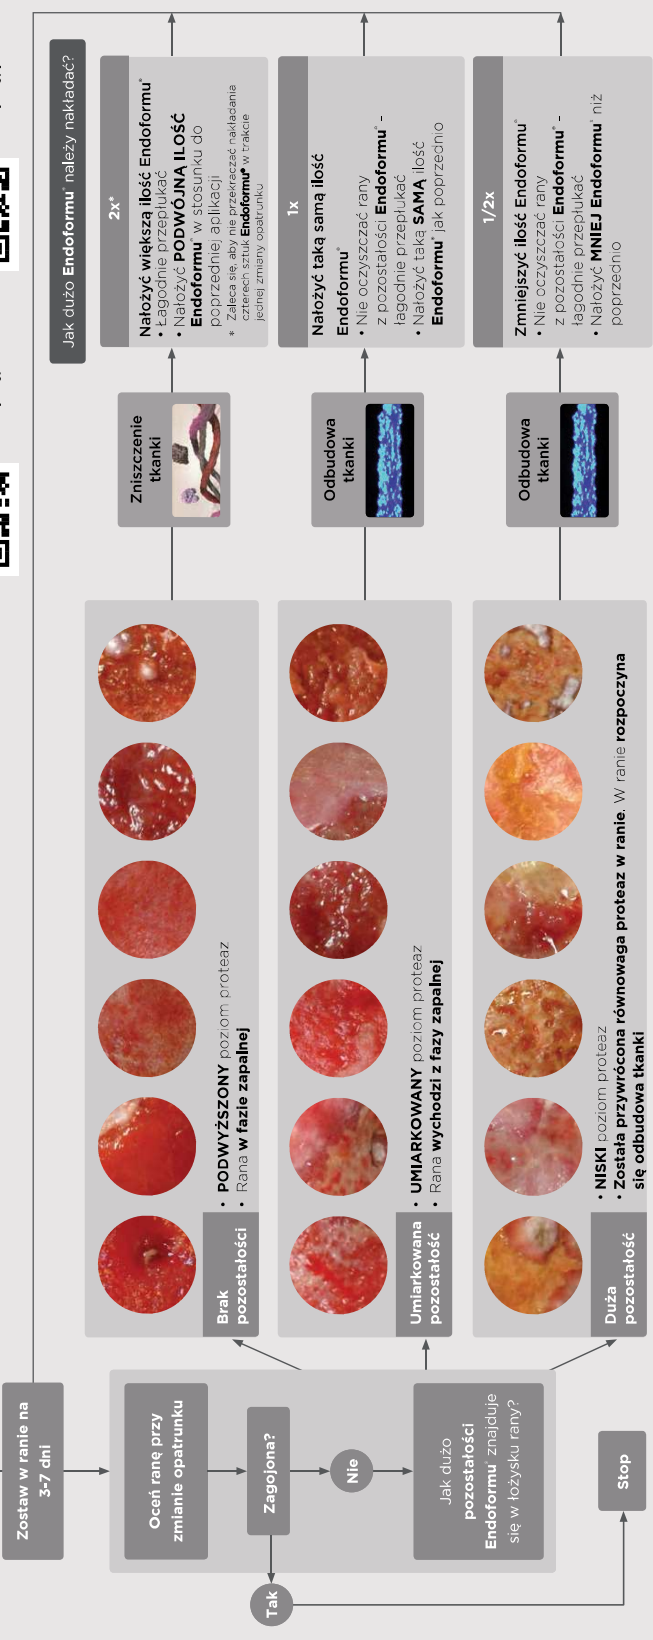 Zostaw w ranie na
3-7 dni
Oceń ranę przy
zmianie opatrunku
Zagojona?
Tak
Nie
Stop
Jak dużo
pozostałości
Endoformu® znajduje
się w łożysku rany?
Brak
pozostałości
• PODWYŻSZONY poziom proteaz
• Rana w fazie zapalnej
Umiarkowana
pozostałość
• UMIARKOWANY poziom proteaz
• Rana wychodzi z fazy zapalnej
Duża
pozostałość
• NISKI poziom proteaz
• Została przywrócona równowaga proteaz w ranie. W ranie rozpoczyna
się odbudowa tkanki
Zniszczenie
tkanki
Odbudowa
tkanki
Odbudowa
tkanki
Jak dużo Endoformu® należy nakładać?
2x*
Nałożyć większą ilość Endoformu®
• Łagodnie przepłukać
• Nałożyć PODWÓJNĄ ILOŚĆ
Endoformu® w stosunku do
poprzedniej aplikacji
* Zaleca się, aby nie przekraczać nakładania
czterech sztuk Endoformu® w trakcie
jednej zmiany opatrunku
1x
Nałożyć taką samą ilość
Endoformu®
• Nie oczyszczać rany
z pozostałości Endoformu® –
łagodnie przepłukać
• Nałożyć taką SAMĄ ilość
Endoformu® jak poprzednio
1/2x
Zmniejszyć ilość Endoformu®
• Nie oczyszczać rany
z pozostałości Endoformu® –
łagodnie przepłukać
• Nałożyć MNIEJ Endoformu® niż
poprzednio